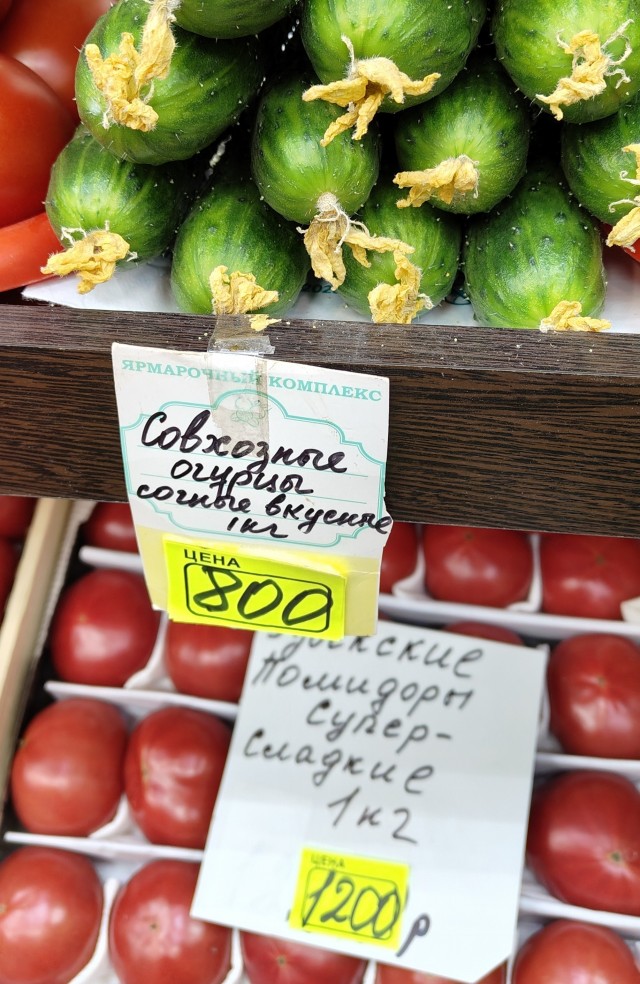 ЯРМАРОЧНЫЙ КОМПЛЕКС
Совхозные
огурцы
сочные вкусные
1кг
ЦЕНА
800
Помидоры
Супер-
сладкие
1кг
ЦЕНА
1200 р